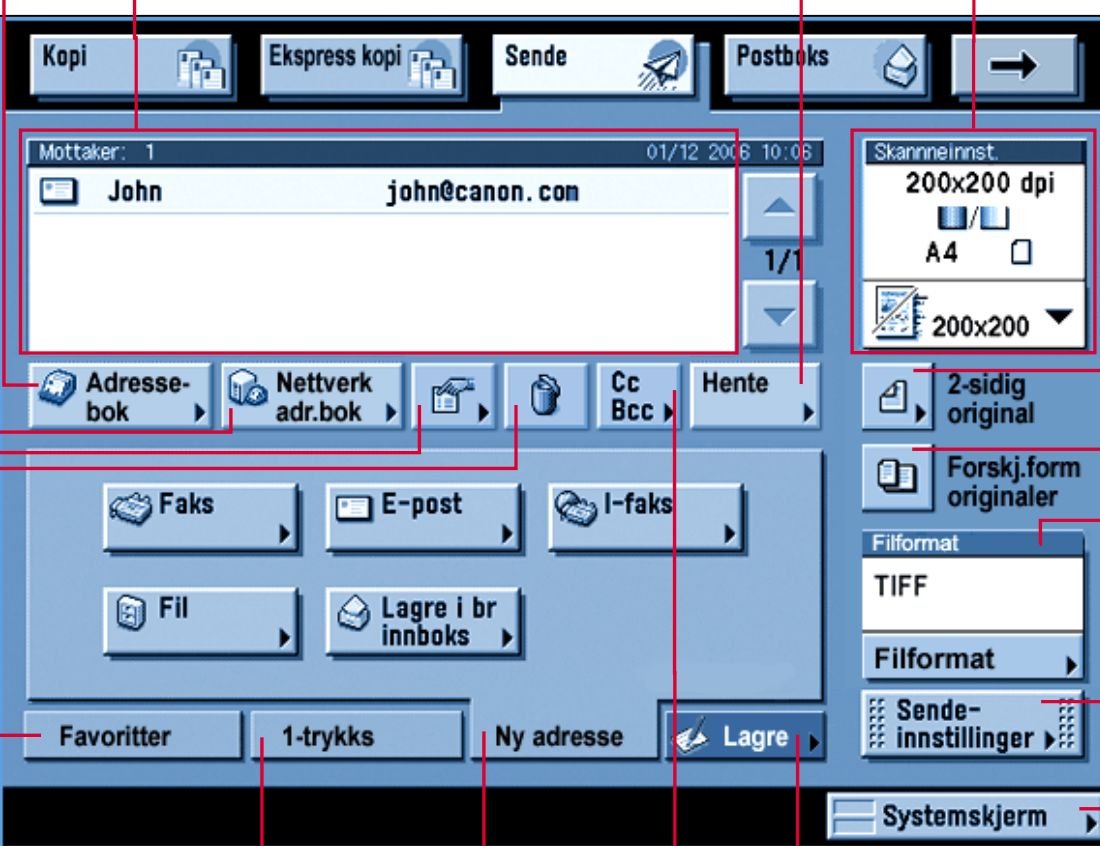 Kopi
Ekspress kopi
Sende
Postboks
Mottaker: 1 01/12 2006 10:06
John john@canon.com
1/1
Skannneinnst.
200x200 dpi
/
A4
200x200
Adresse-
bok
Nettverk
adr.bok
Cc
Bcc
Hente
2-sidig
original
Forskj.form
originaler
Faks
E-post
I-faks
Fil
Lagre i br
innboks
Filformat
TIFF
Filformat
Sende-
innstillinger
Favoritter
1-trykks
Ny adresse
Lagre
Systemskjerm